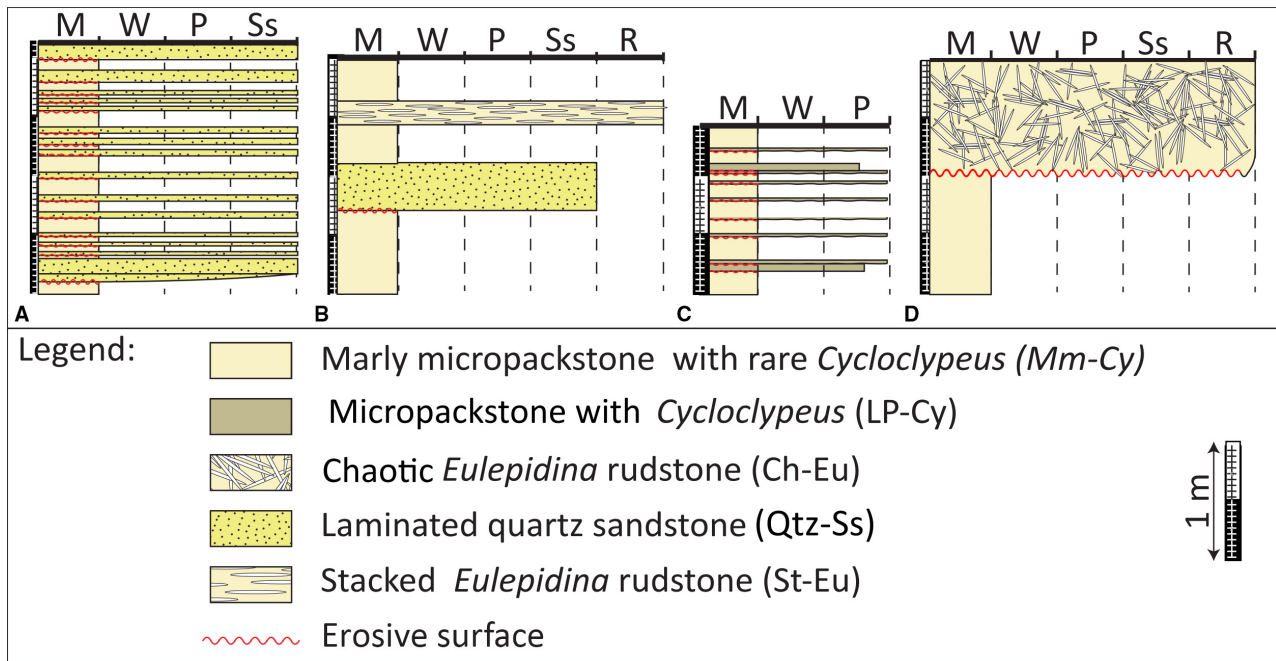 M W P Ss
A
M W P Ss R
B
M W P
C
M W P Ss R
D
Legend:
Marly micropackstone with rare Cycloclypeus (Mm-Cy)
Micropackstone with Cycloclypeus (LP-Cy)
Chaotic Eulepidina rudstone (Ch-Eu)
Laminated quartz sandstone (Qtz-Ss)
Stacked Eulepidina rudstone (St-Eu)
Erosive surface
1 m